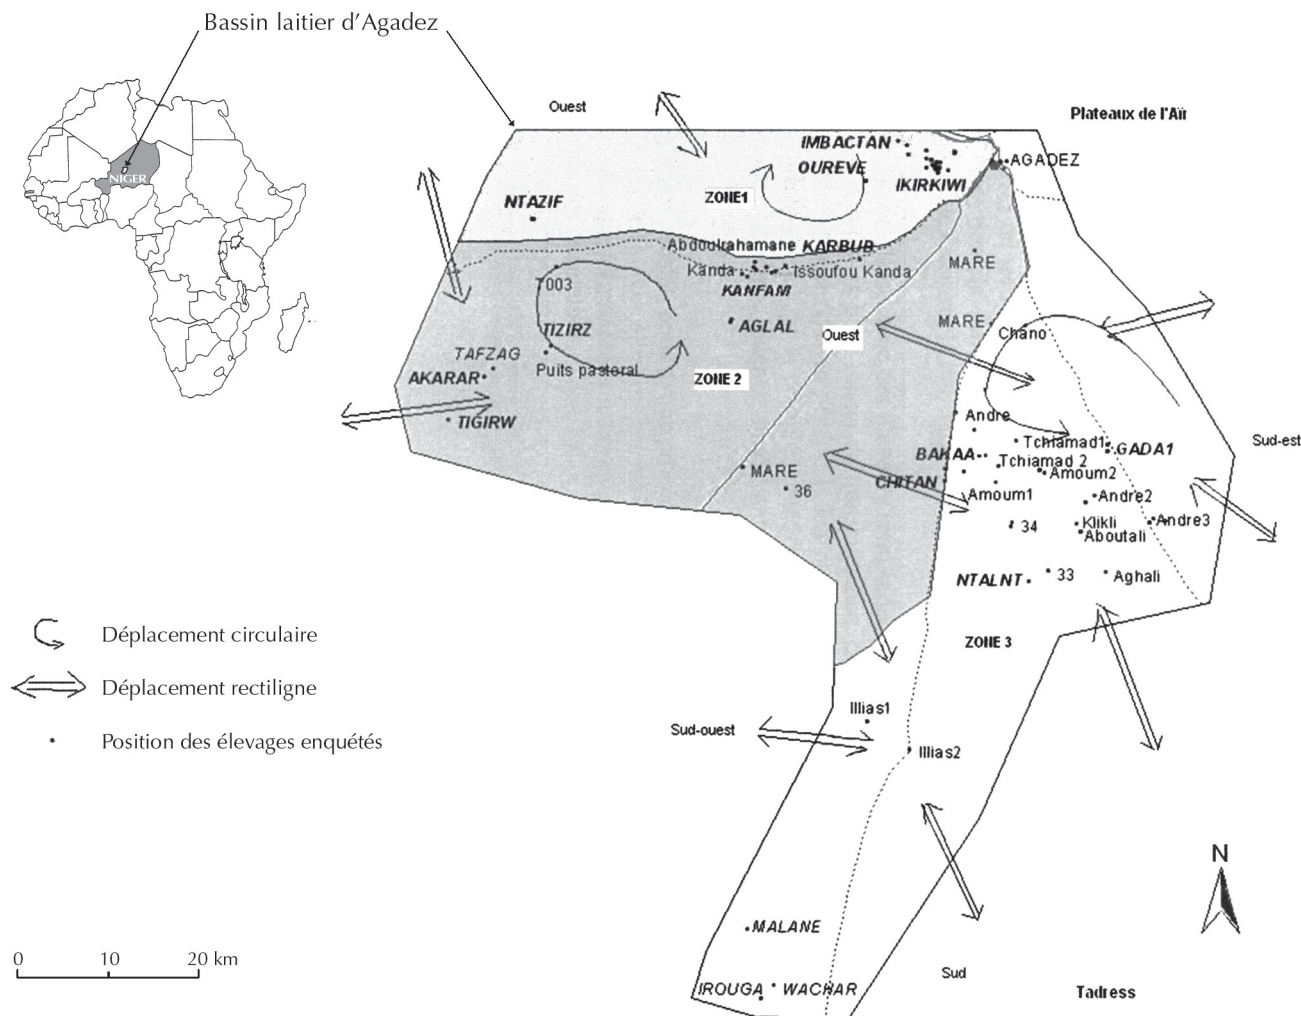 Bassin laitier d'Agadez
NIGER
Ouest
Plateaux de l'Aïr
IMBACTAN
OUREVE
IKIRKIWI
AGADEZ
NTAZIF
ZONE1
Abdoulrahamane KARBUB
Kanda
Issoufou Kanda
KANFAM
MARE
T003
TIZIRZ
AGLAL
Ouest
MARE
Chano
TAFZAG
Puits pastoral
AKARAR
ZONE 2
TIGIRW
Andre
Tchiamad1
GADA1
Sud-est
BAKAA
Tchiamad 2
Amoum2
MARE
36
CHITAN
Amoum1
Andre2
34
Klikli
Andre3
Aboutali
NTALNT
33
Aghali
ZONE 3
Déplacement circulaire
Déplacement rectiligne
Position des élevages enquétés
Illias1
Sud-ouest
Illias2
N
MALANE
0 10 20 km
Sud
IROUGA
WACHAR
Tadress